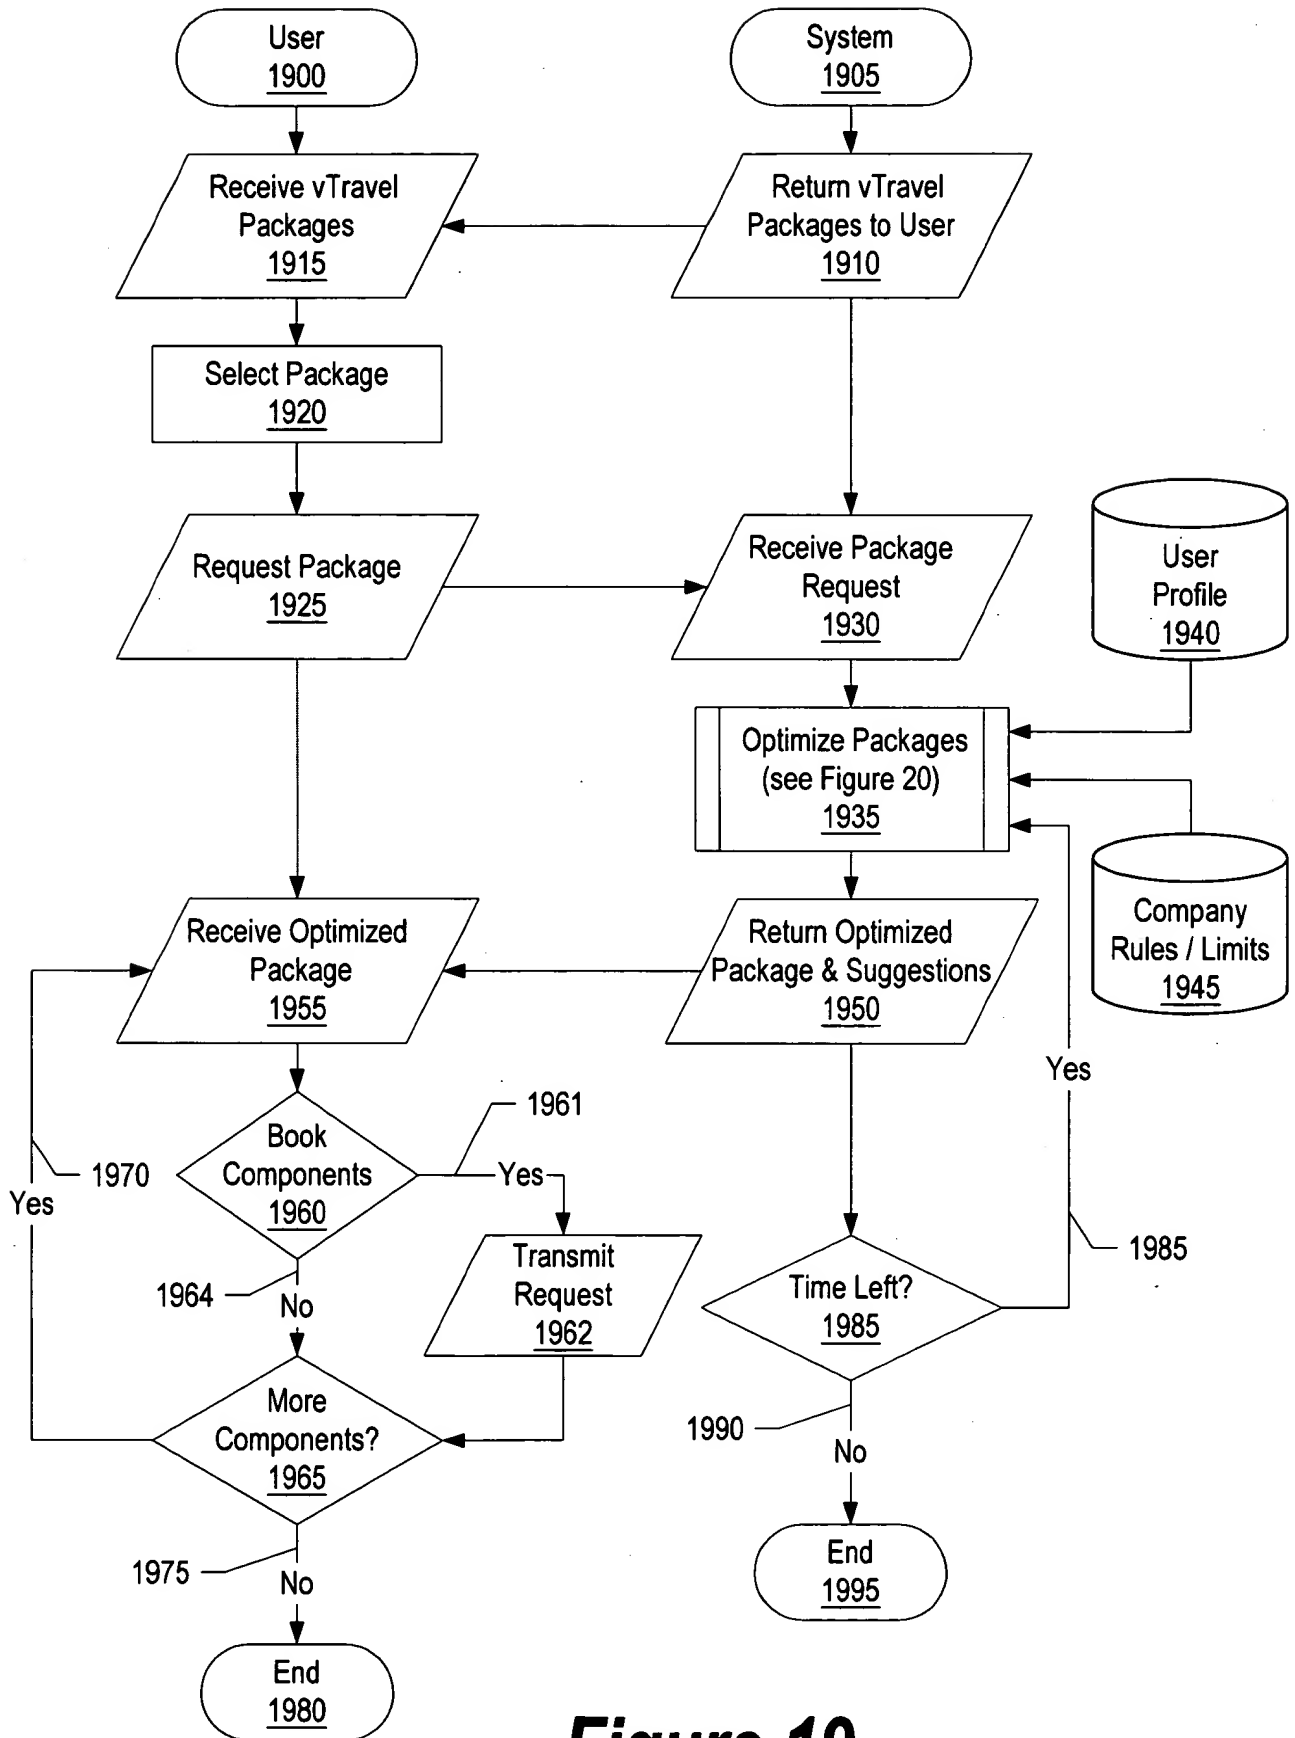 User
1900
System
1905
Receive vTravel
Packages
1915
Return vTravel
Packages to User
1910
Select Package
1920
Request Package
1925
Receive Package
Request
1930
User
Profile
1940
Optimize Packages
(see Figure 20)
1935
Company
Rules / Limits
1945
Receive Optimized
Package
1955
Return Optimized
Package & Suggestions
1950
Yes
1961
Book
Components
1960
Yes
1970
Yes
1964
No
Transmit
Request
1962
Time Left?
1985
1985
More
Components?
1965
1990
No
1975
No
End
1995
End
1980
Figure 19